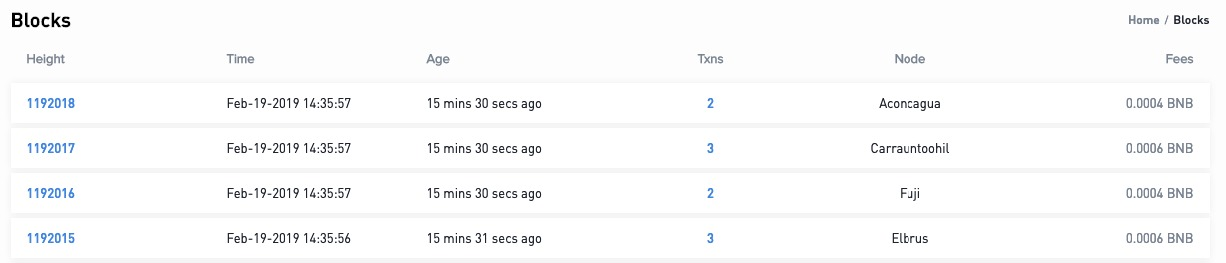 Blocks
Home / Blocks
Height Time Age Txns Node Fees
1192018 Feb-19-2019 14:35:57 15 mins 30 secs ago 2 Aconcagua 0.0004 BNB
1192017 Feb-19-2019 14:35:57 15 mins 30 secs ago 3 Carrauntoohil 0.0006 BNB
1192016 Feb-19-2019 14:35:57 15 mins 30 secs ago 2 Fuji 0.0004 BNB
1192015 Feb-19-2019 14:35:56 15 mins 31 secs ago 3 Elbrus 0.0006 BNB